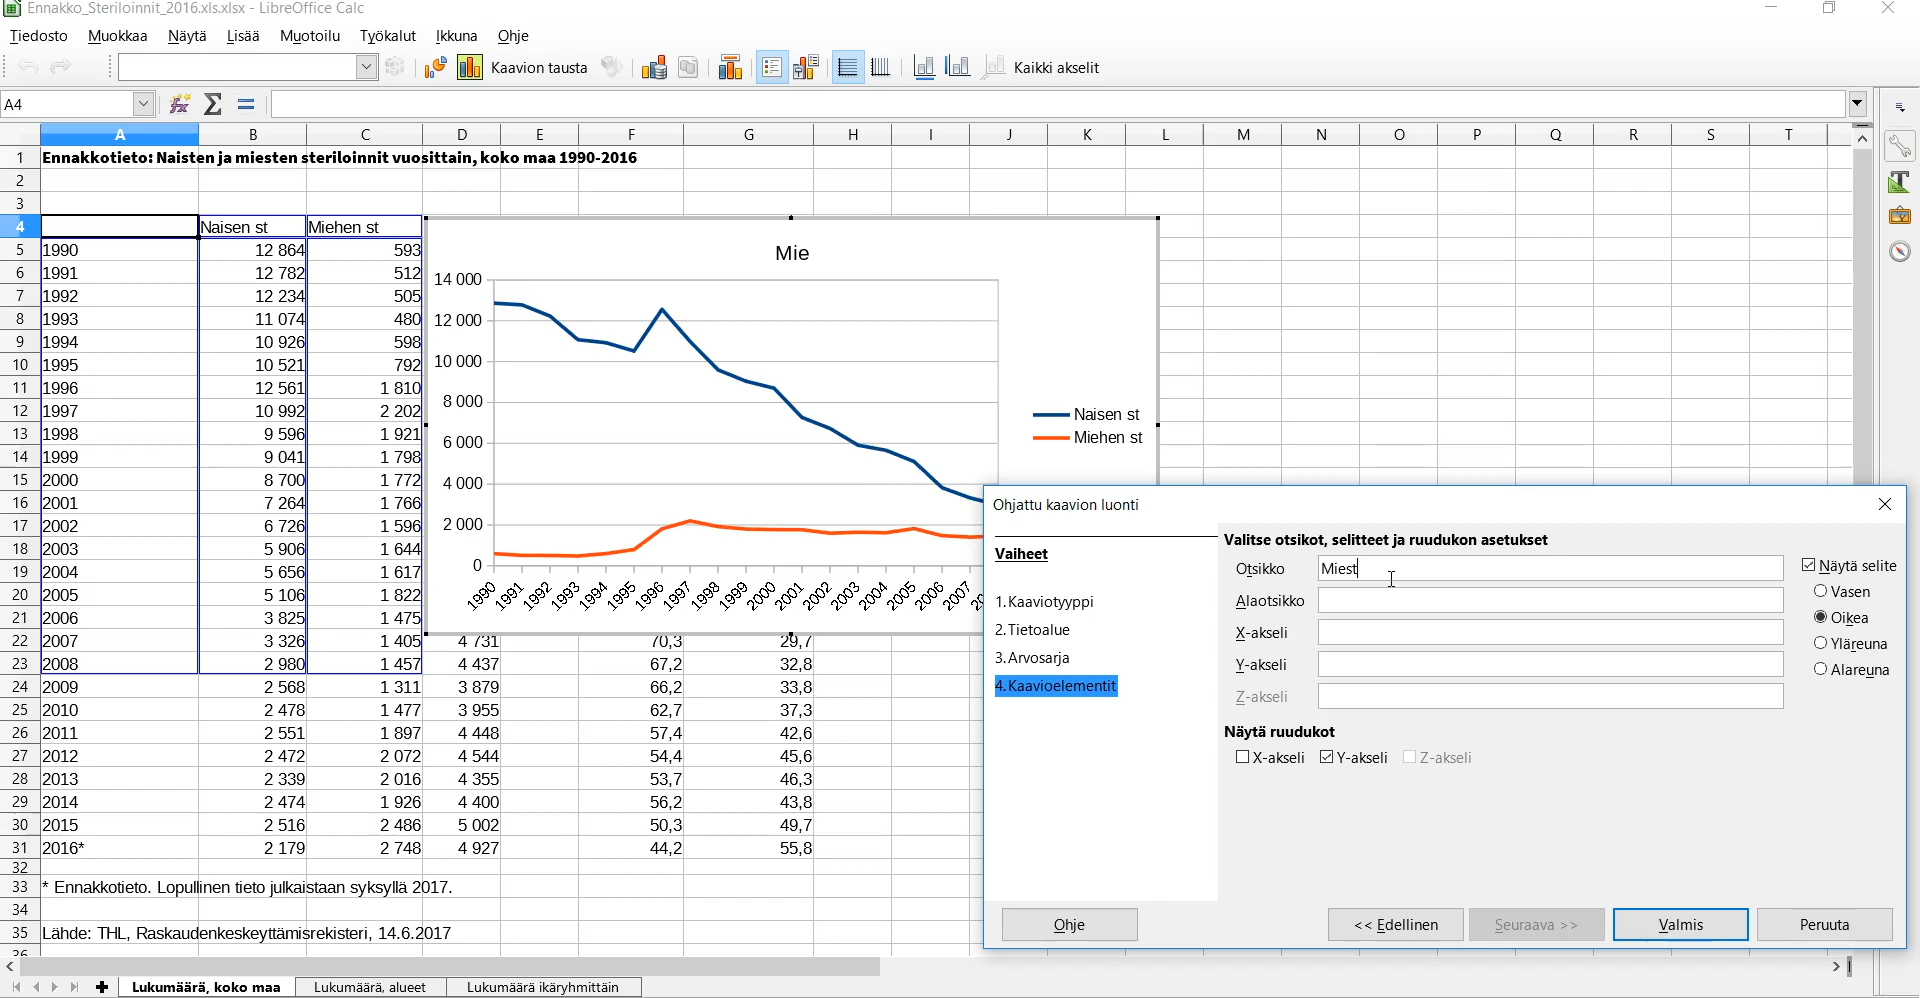 Ennakko_Steriloinnit_2016.xls.xlsx - LibreOffice Calc
Tiedosto Muokkaa Näytä Lisää Muotoilu Työkalut Ikkuna Ohje
Kaavion tausta Kaikki akselit
A4
A B C D E F G H I J K L M N O P Q R S T
1 Ennakkotieto: Naisten ja miesten steriloinnit vuosittain, koko maa 1990-2016
2
3
4 Naisen st Miehen st
5 1990 12 864 593
6 1991 12 782 512
7 1992 12 234 505
8 1993 11 074 480
9 1994 10 926 598
10 1995 10 521 792
11 1996 12 561 1 810
12 1997 10 992 2 202
13 1998 9 596 1 921
14 1999 9 041 1 798
15 2000 8 700 1 772
16 2001 7 264 1 766
17 2002 6 726 1 596
18 2003 5 906 1 644
19 2004 5 656 1 617
20 2005 5 106 1 822
21 2006 3 825 1 475
22 2007 3 326 1 405 4 731 70,3 29,7
23 2008 2 980 1 457 4 437 67,2 32,8
24 2009 2 568 1 311 3 879 66,2 33,8
25 2010 2 478 1 477 3 955 62,7 37,3
26 2011 2 551 1 897 4 448 57,4 42,6
27 2012 2 472 2 072 4 544 54,4 45,6
28 2013 2 339 2 016 4 355 53,7 46,3
29 2014 2 474 1 926 4 400 56,2 43,8
30 2015 2 516 2 486 5 002 50,3 49,7
31 2016* 2 179 2 748 4 927 44,2 55,8
32
33 * Ennakkotieto. Lopullinen tieto julkaistaan syksyllä 2017.
34
35 Lähde: THL, Raskaudenkeskeyttämisrekisteri, 14.6.2017
36
Mie
14 000
12 000
10 000
8 000
6 000
4 000
2 000
0
1990 1991 1992 1993 1994 1995 1996 1997 1998 1999 2000 2001 2002 2003 2004 2005 2006 2007 20
Naisen st
Miehen st
Ohjattu kaavion luonti
Vaiheet
1.Kaaviotyyppi
2.Tietoalue
3.Arvosarja
4.Kaavioelementit
Valitse otsikot, selitteet ja ruudukon asetukset
Otsikko Miest
Alaotsikko
X-akseli
Y-akseli
Z-akseli
Näytä selite
Vasen
Oikea
Yläreuna
Alareuna
Näytä ruudukot
X-akseli Y-akseli Z-akseli
Ohje << Edellinen Seuraava >> Valmis Peruuta
Lukumäärä, koko maa Lukumäärä, alueet Lukumäärä ikäryhmittäin